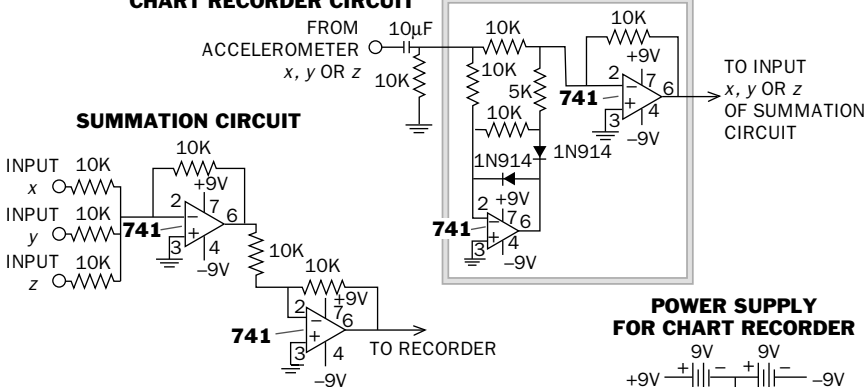 CHART RECORDER CIRCUIT
FROM
ACCELEROMETER
x, y OR z
10µF
10K
10K
10K
5K
10K
1N914
1N914
2
+9V
7
6
741
3
4
–9V
10K
+9V
2
7
6
741
3
4
–9V
TO INPUT
x, y OR z
OF SUMMATION
CIRCUIT
SUMMATION CIRCUIT
INPUT
x
10K
INPUT
y
10K
INPUT
z
10K
10K
+9V
2
7
6
741
3
4
–9V
10K
10K
+9V
2
7
6
741
3
4
–9V
TO RECORDER
POWER SUPPLY
FOR CHART RECORDER
9V
9V
+9V
+
–
+
–
–9V